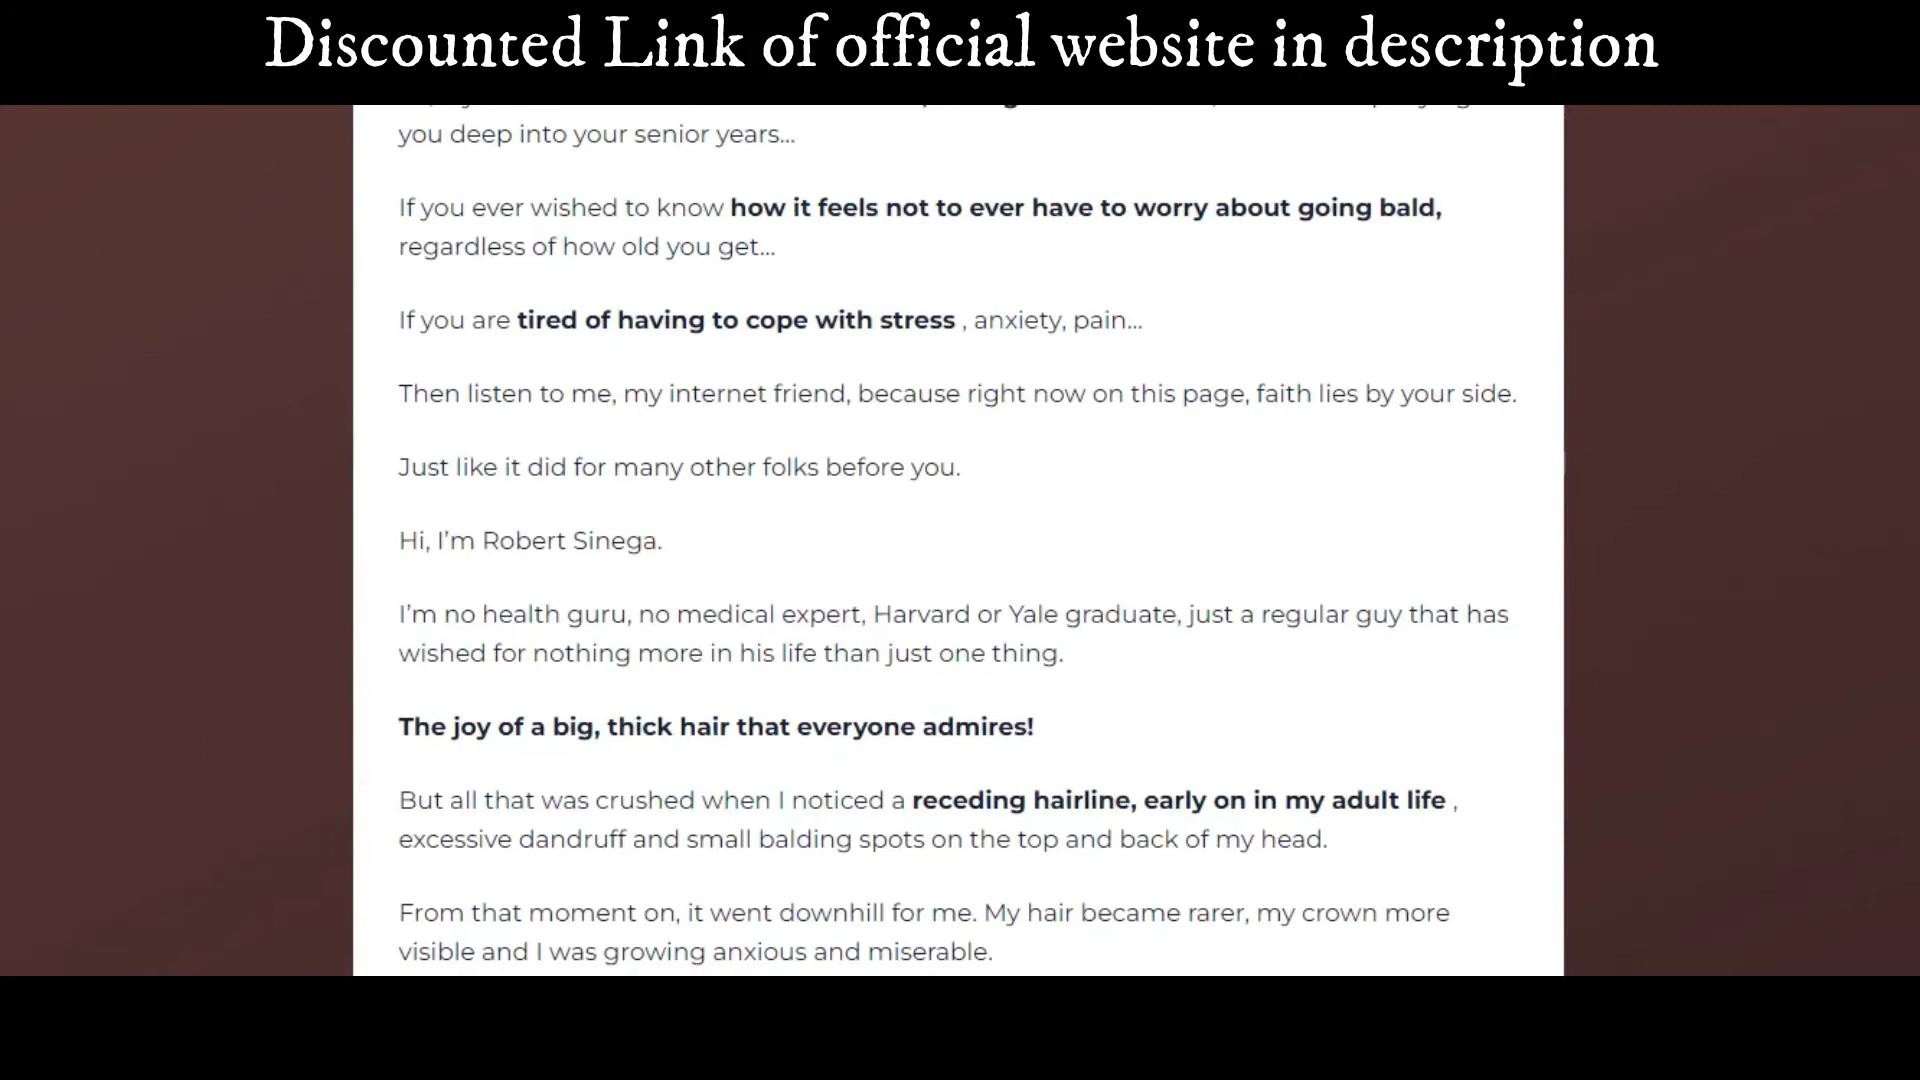 Discounted Link of official website in description
you deep into your senior years...
If you ever wished to know how it feels not to ever have to worry about going bald,
regardless of how old you get...
If you are tired of having to cope with stress , anxiety, pain...
Then listen to me, my internet friend, because right now on this page, faith lies by your side.
Just like it did for many other folks before you.
Hi, I’m Robert Sinega.
I’m no health guru, no medical expert, Harvard or Yale graduate, just a regular guy that has
wished for nothing more in his life than just one thing.
The joy of a big, thick hair that everyone admires!
But all that was crushed when I noticed a receding hairline, early on in my adult life ,
excessive dandruff and small balding spots on the top and back of my head.
From that moment on, it went downhill for me. My hair became rarer, my crown more
visible and I was growing anxious and miserable.